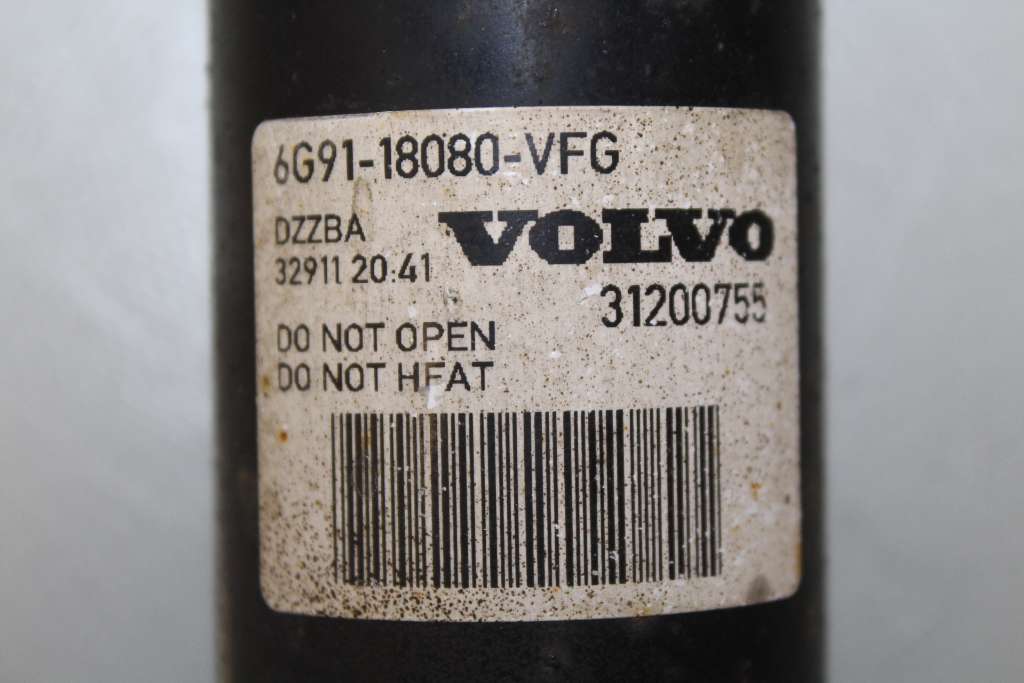 6G91-18080-VFG
DZZBA VOLVO
32911 20:41
31200755
DO NOT OPEN
DO NOT HEAT